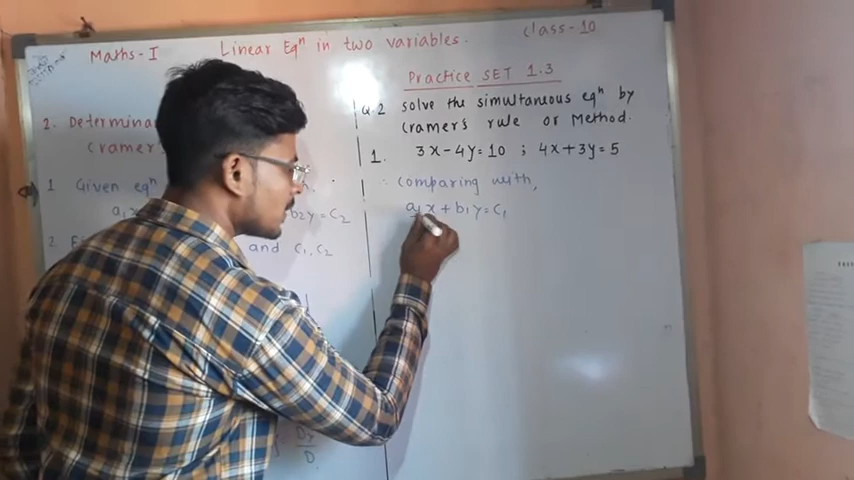 Maths-I Linear Eqⁿ in two variables. Class-10
2. Determina
(Cramer's
1 Given eqⁿ
a₁x b₂y = c₂
and c₁, c₂
Dy
D
Practice SET 1.3
Q.2 solve the simultaneous eqⁿ by
Cramer's rule or Method.
1. 3x-4y=10 ; 4x+3y=5
∴ comparing with,
a₁x + b₁y = c₁